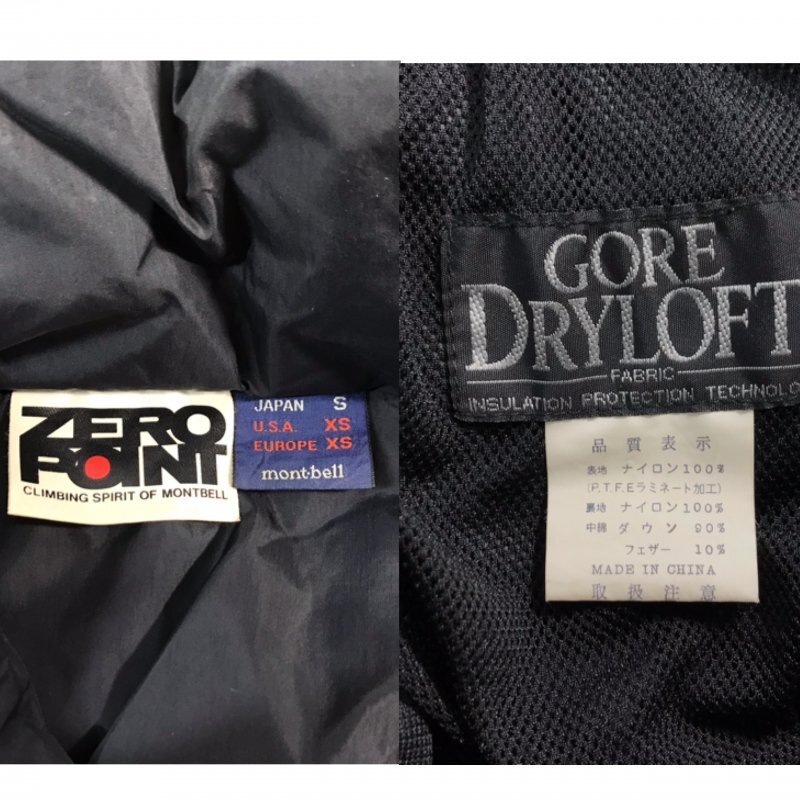 ZERO
POINT
CLIMBING SPIRIT OF MONTBELL
JAPAN S
U.S.A. XS
EUROPE XS
mont-bell
GORE
DRYLOFT
FABRIC
INSULATION PROTECTION TECHNOLO
品質表示
表地 ナイロン100%
(P.T.F.Eラミネート加工)
裏地 ナイロン100%
中綿 ダウン 90%
フェザー 10%
MADE IN CHINA
取扱注意